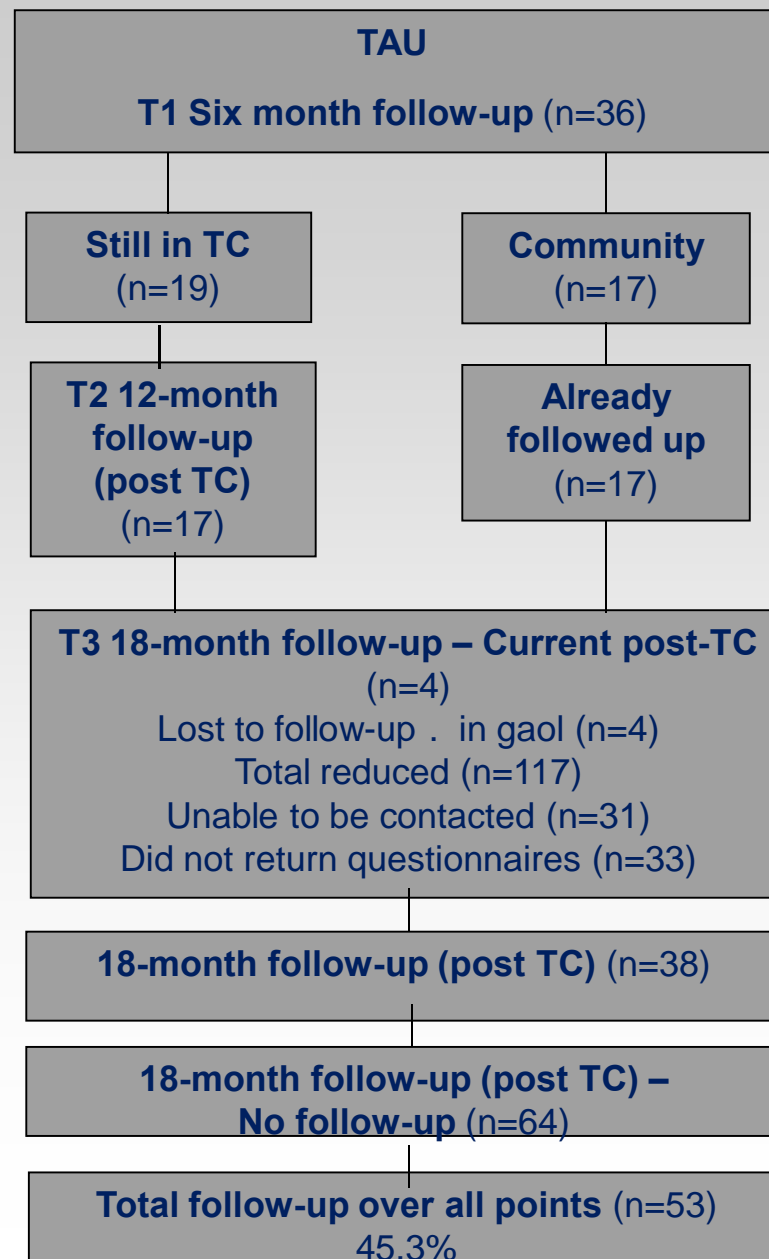 TAU
T1 Six month follow-up (n=36)
Still in TC
(n=19)
Community
(n=17)
T2 12-month
follow-up
(post TC)
(n=17)
Already
followed up
(n=17)
T3 18-month follow-up – Current post-TC
(n=4)
Lost to follow-up . in gaol (n=4)
Total reduced (n=117)
Unable to be contacted (n=31)
Did not return questionnaires (n=33)
18-month follow-up (post TC) (n=38)
18-month follow-up (post TC) –
No follow-up (n=64)
Total follow-up over all points (n=53)
45.3%